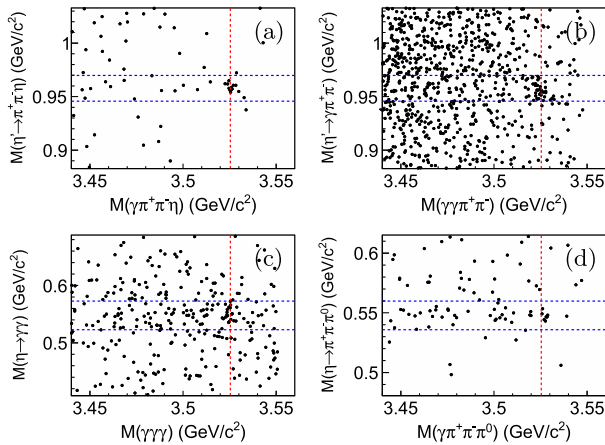 (a)
1
0.95
0.9
M(η'→π⁺π⁻η) (GeV/c²)
3.45 3.5 3.55
M(γπ⁺π⁻η) (GeV/c²)
(b)
1
0.95
0.9
M(η'→γπ⁺π⁻) (GeV/c²)
3.45 3.5 3.55
M(γγπ⁺π⁻) (GeV/c²)
(c)
0.6
0.5
M(η→γγ) (GeV/c²)
3.45 3.5 3.55
M(γγγ) (GeV/c²)
(d)
0.6
0.55
0.5
M(η→π⁺π⁻π⁰) (GeV/c²)
3.45 3.5 3.55
M(γπ⁺π⁻π⁰) (GeV/c²)